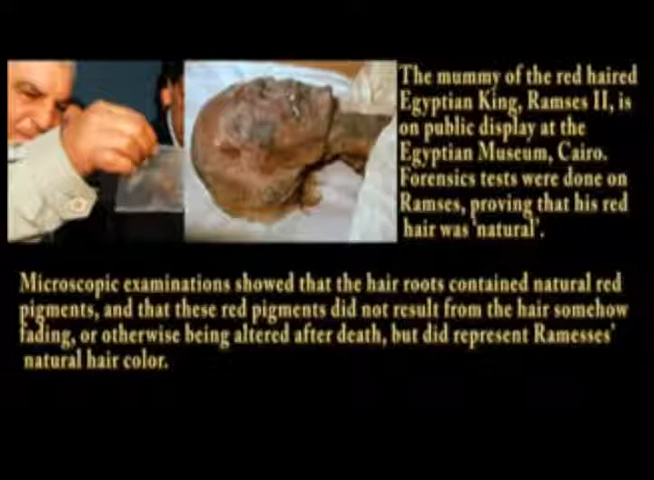 The mummy of the red haired
Egyptian King, Ramses II, is
on public display at the
Egyptian Museum, Cairo.
Forensics tests were done on
Ramses, proving that his red
hair was 'natural'.
Microscopic examinations showed that the hair roots contained natural red
pigments, and that these red pigments did not result from the hair somehow
fading, or otherwise being altered after death, but did represent Ramesses'
natural hair color.